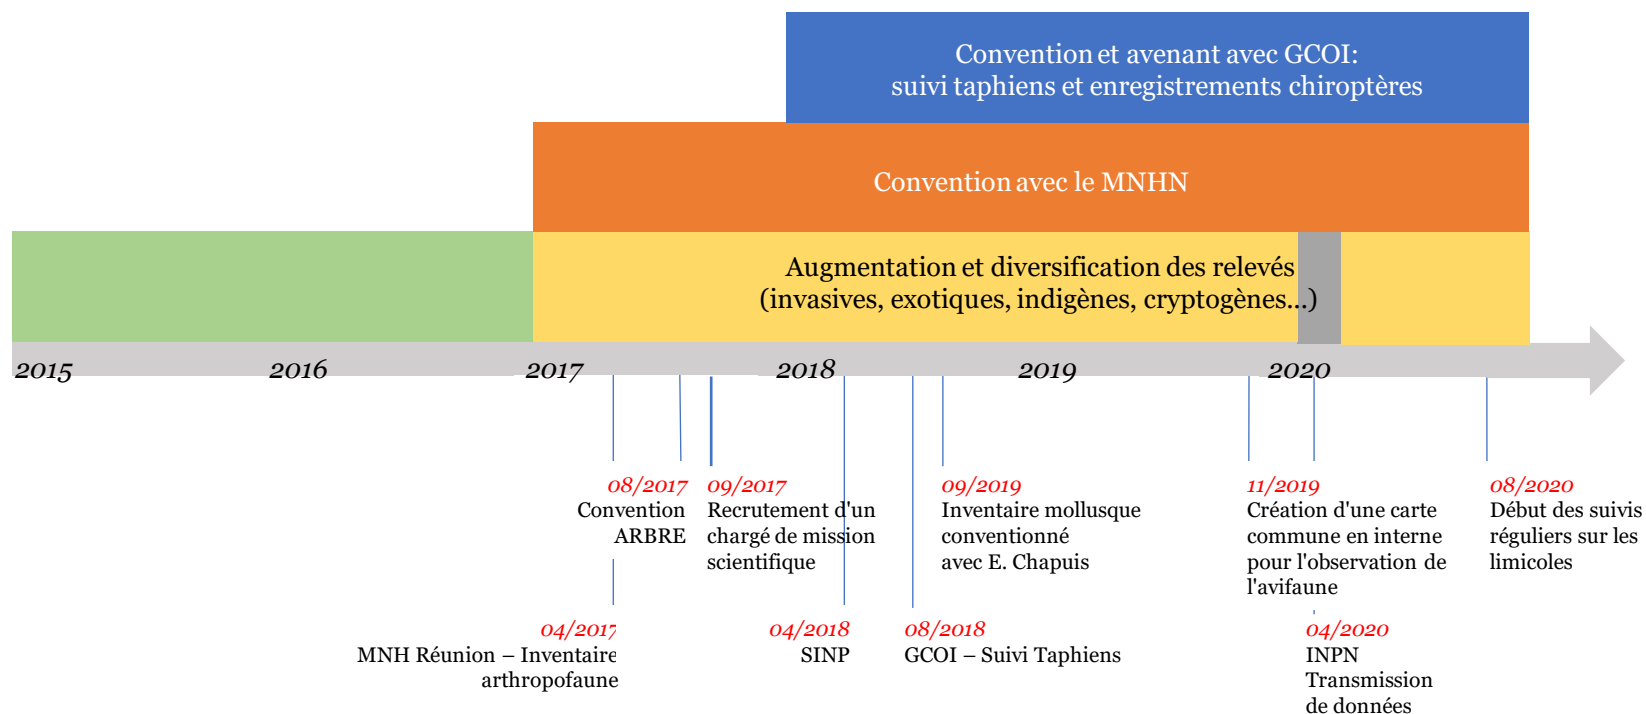 Convention et avenant avec GCOI:
suivi taphiens et enregistrements chiroptères
Convention avec le MNHN
Augmentation et diversification des relevés
(invasives, exotiques, indigènes, cryptogènes...)
2015
2016
2017
2018
2019
2020
08/2017
Convention
ARBRE
09/2017
Recrutement d'un
chargé de mission
scientifique
09/2019
Inventaire mollusque
conventionné
avec E. Chapuis
11/2019
Création d'une carte
commune en interne
pour l'observation de
l'avifaune
08/2020
Début des suivis
réguliers sur les
limicoles
04/2017
MNH Réunion – Inventaire
arthropofaune
04/2018
SINP
08/2018
GCOI – Suivi Taphiens
04/2020
INPN
Transmission
de données